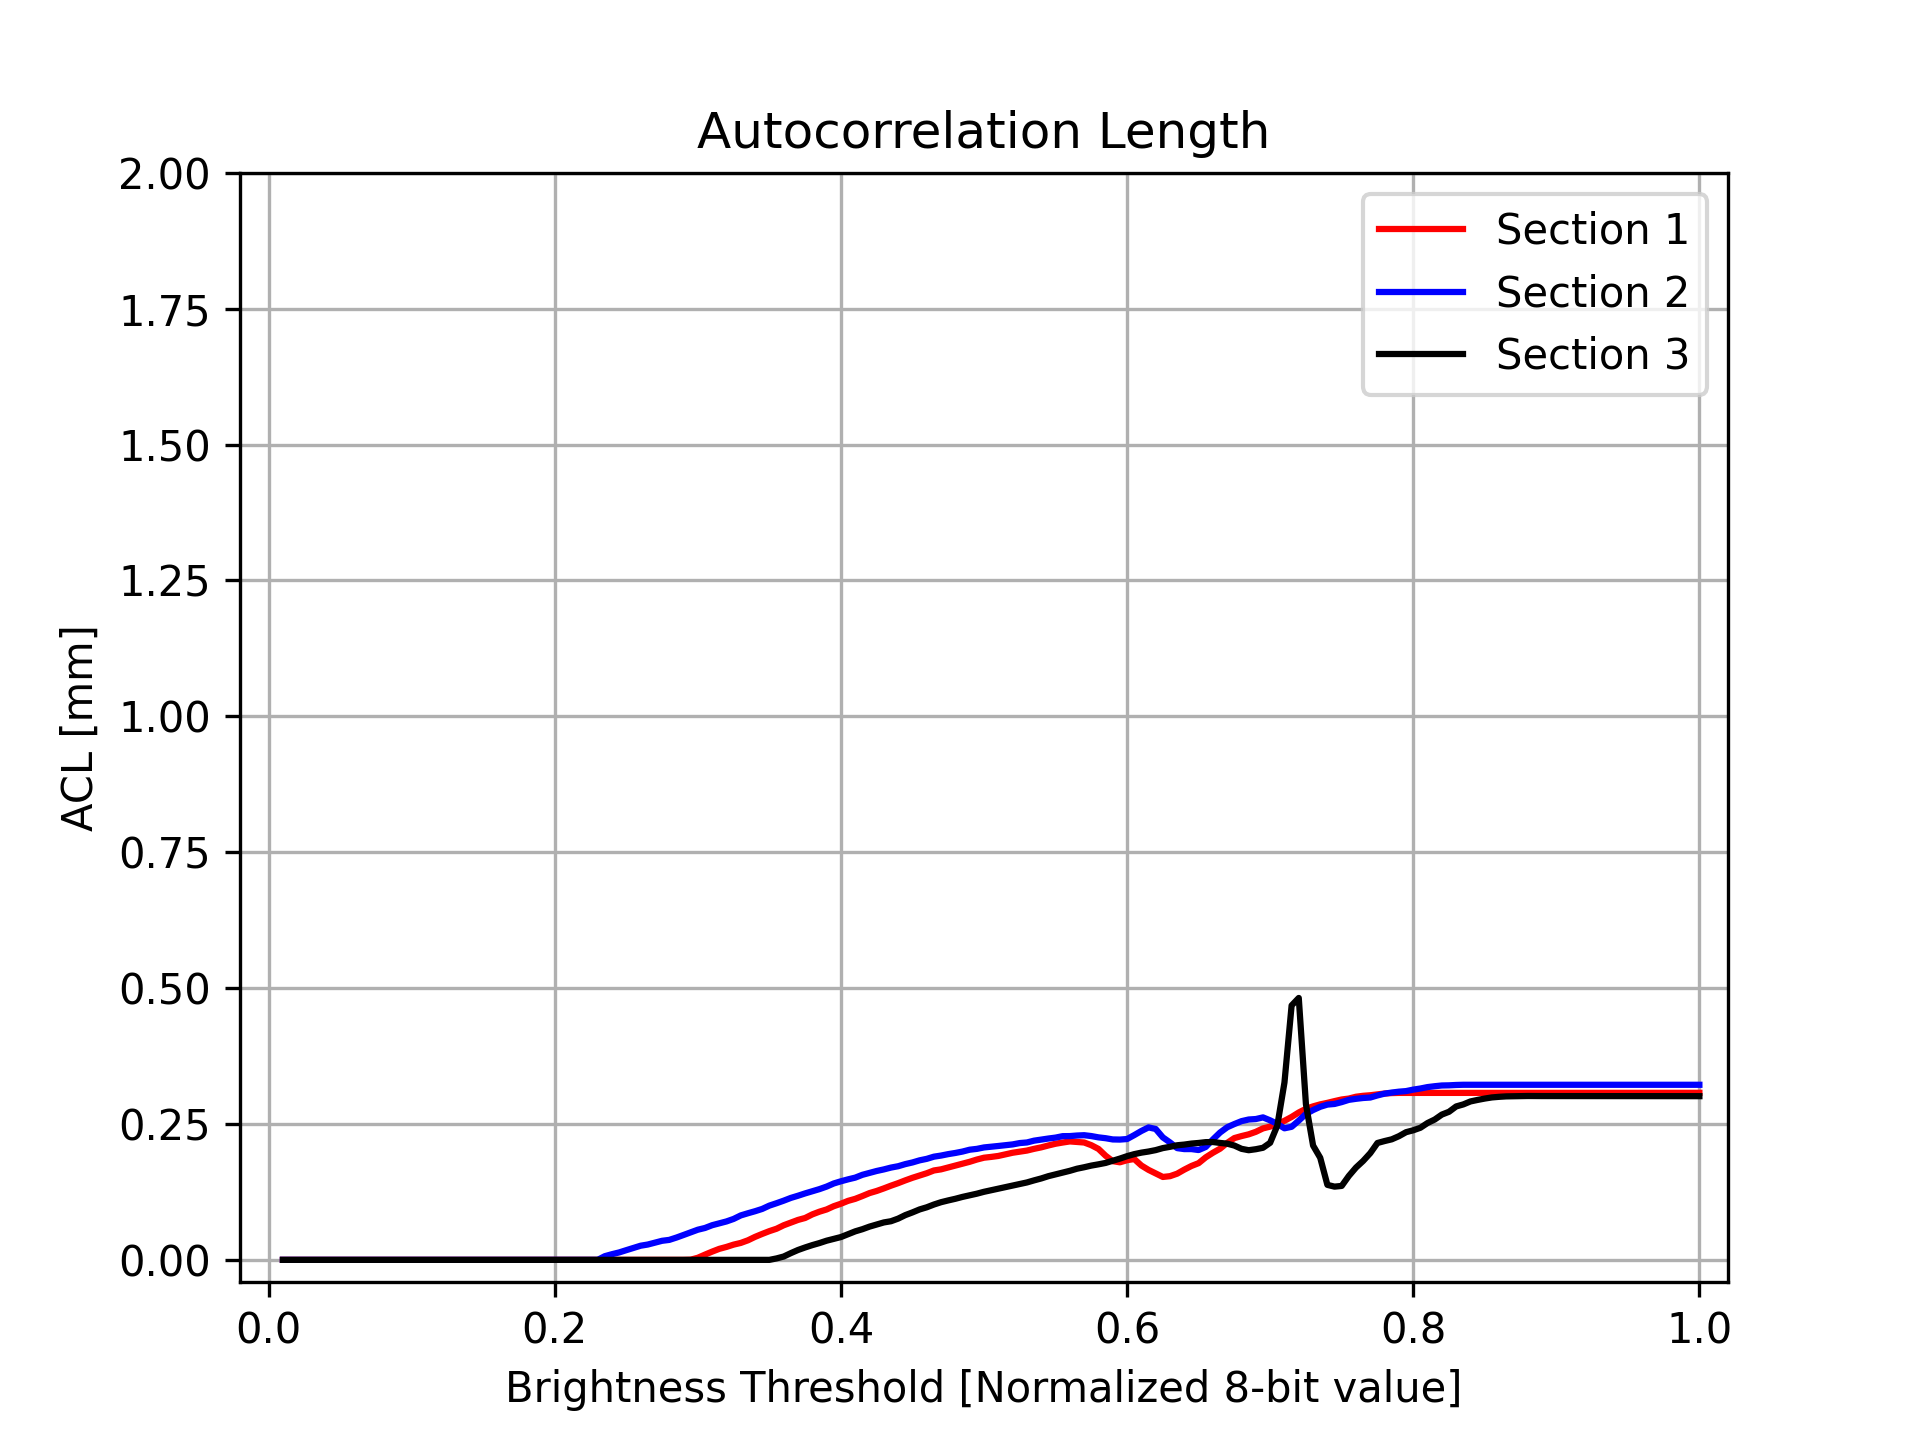 Autocorrelation Length
2.00
1.75
1.50
1.25
1.00
0.75
0.50
0.25
0.00
ACL [mm]
Section 1
Section 2
Section 3
0.0 0.2 0.4 0.6 0.8 1.0
Brightness Threshold [Normalized 8-bit value]